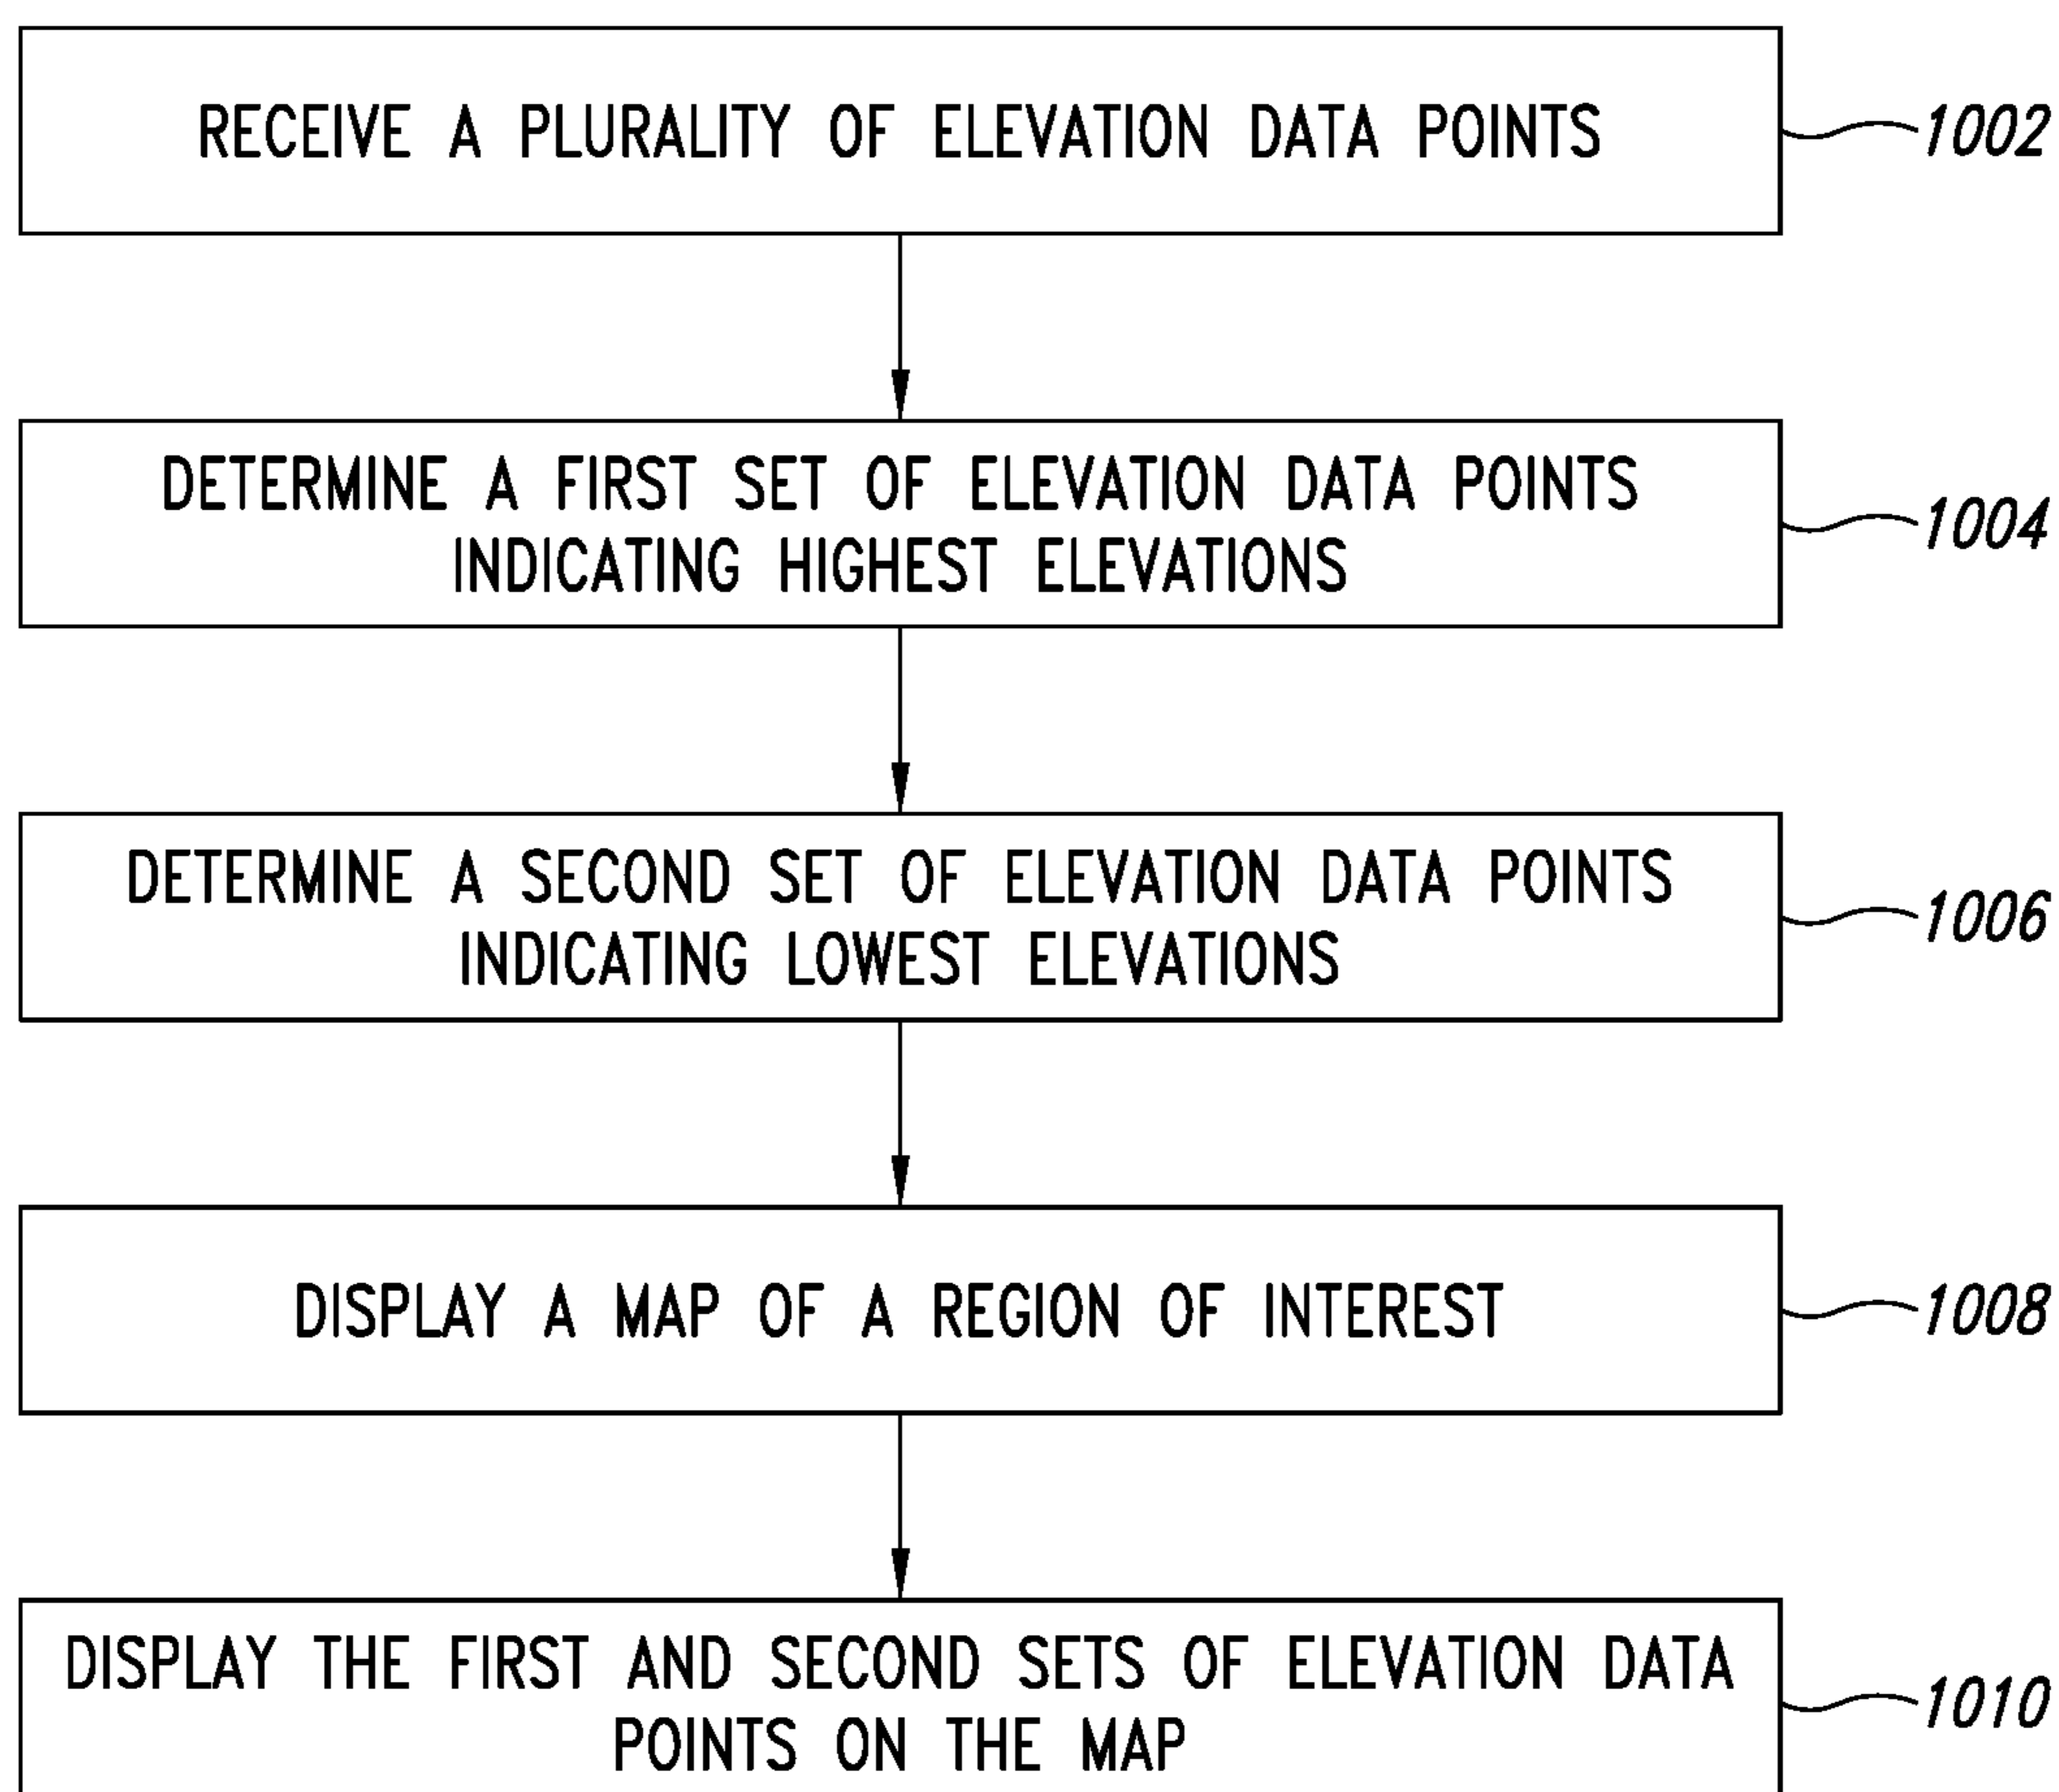 RECEIVE A PLURALITY OF ELEVATION DATA POINTS
1002
DETERMINE A FIRST SET OF ELEVATION DATA POINTS
INDICATING HIGHEST ELEVATIONS
1004
DETERMINE A SECOND SET OF ELEVATION DATA POINTS
INDICATING LOWEST ELEVATIONS
1006
DISPLAY A MAP OF A REGION OF INTEREST
1008
DISPLAY THE FIRST AND SECOND SETS OF ELEVATION DATA
POINTS ON THE MAP
1010